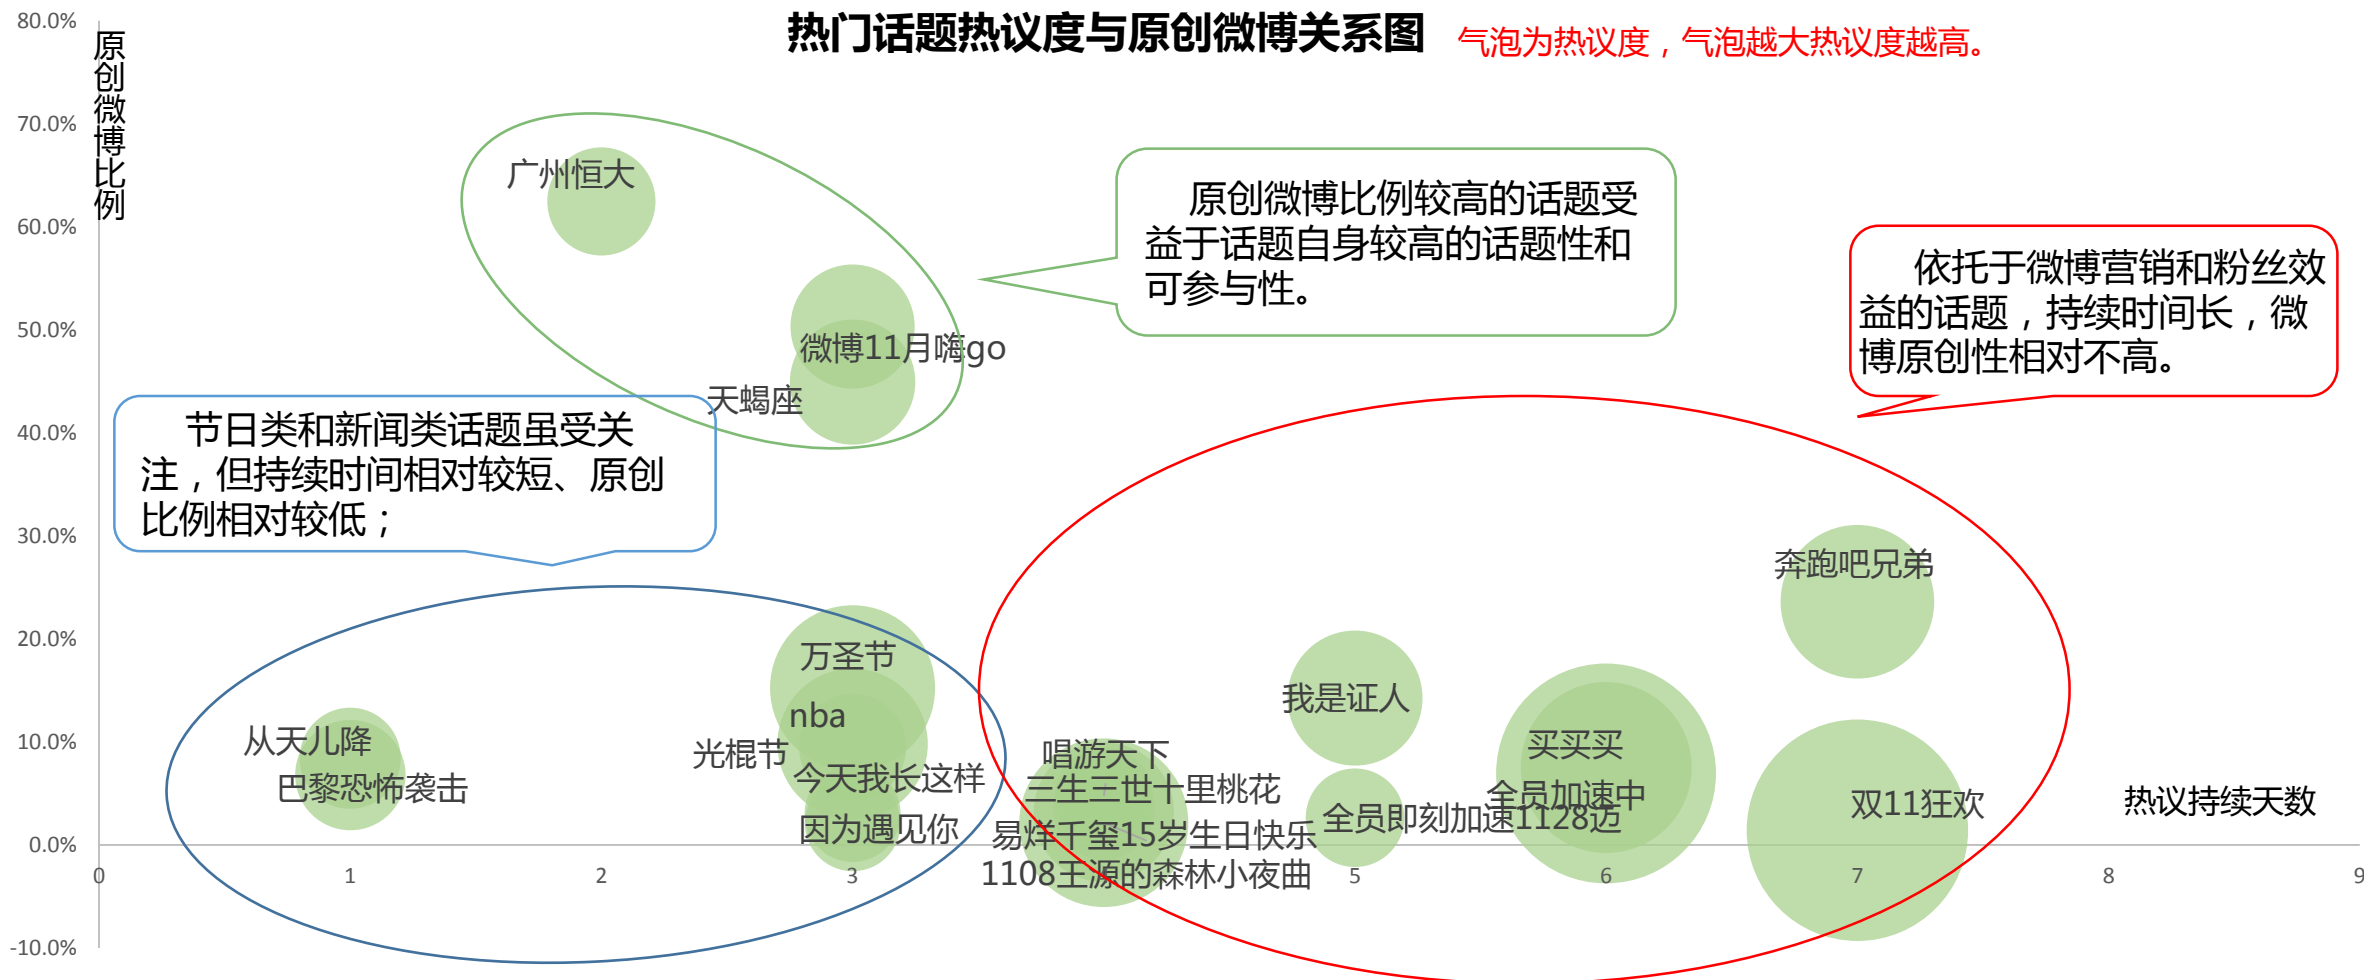 热门话题热议度与原创微博关系图
气泡为热议度，气泡越大热议度越高。
80.0%
70.0%
60.0%
50.0%
40.0%
30.0%
20.0%
10.0%
0.0%
-10.0%
原创微博比例
广州恒大
微博11月嗨go
天蝎座
原创微博比例较高的话题受
益于话题自身较高的话题性和
可参与性。
依托于微博营销和粉丝效
益的话题，持续时间长，微
博原创性相对不高。
节日类和新闻类话题虽受关
注，但持续时间相对较短、原创
比例相对较低；
奔跑吧兄弟
万圣节
nba
光棍节
今天我长这样
因为遇见你
从天儿降
巴黎恐怖袭击
我是证人
唱游天下
三生三世十里桃花
易烊千玺15岁生日快乐
1108王源的森林小夜曲
买买买
全员加速中
全员即刻加速1128迈
双11狂欢
热议持续天数
0
1
2
3
5
6
7
8
9